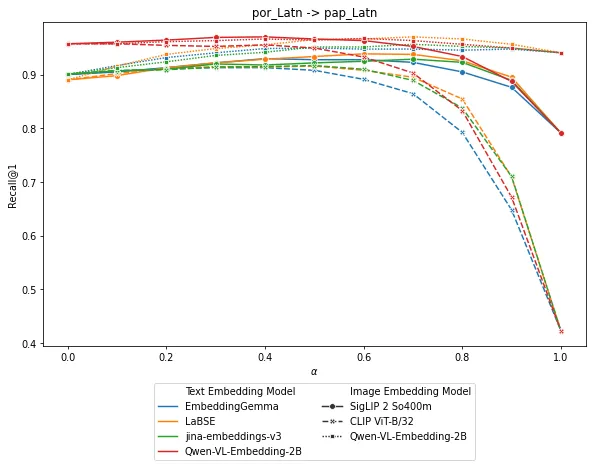 por_Latn -> pap_Latn
Recall@1
0.9
0.8
0.7
0.6
0.5
0.4
0.0 0.2 0.4 0.6 0.8 1.0
α
Text Embedding Model Image Embedding Model
EmbeddingGemma SigLIP 2 So400m
LaBSE CLIP ViT-B/32
jina-embeddings-v3 Qwen-VL-Embedding-2B
Qwen-VL-Embedding-2B